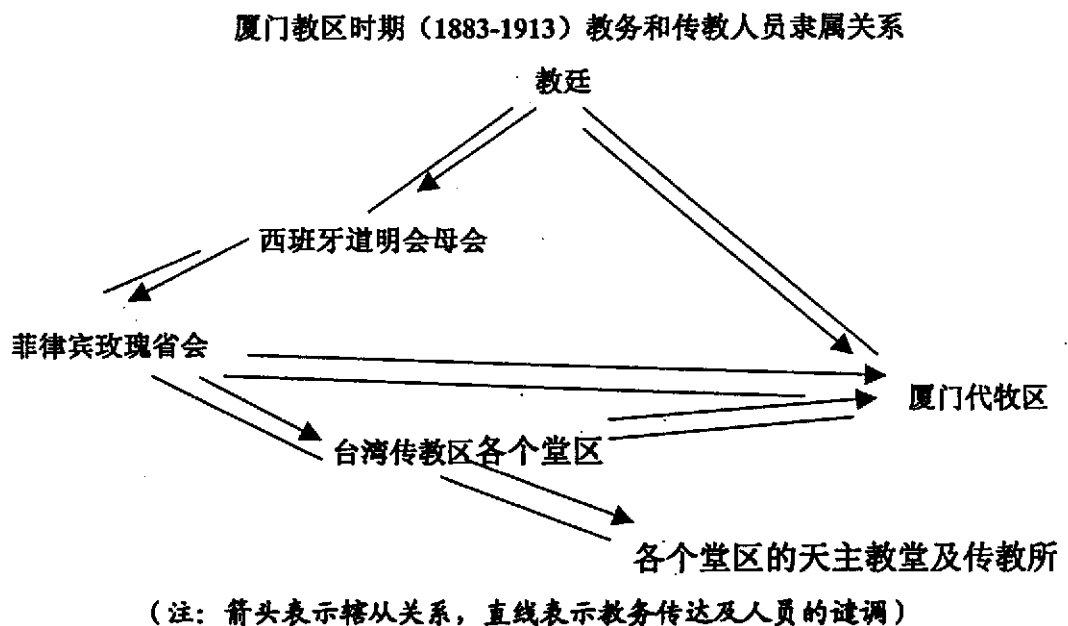 厦门教区时期（1883-1913）教务和传教人员隶属关系
教廷
西班牙道明会母会
菲律宾玫瑰省会
厦门代牧区
台湾传教区各个堂区
各个堂区的天主教堂及传教所
（注：箭头表示辖从关系，直线表示教务传达及人员的谴调）